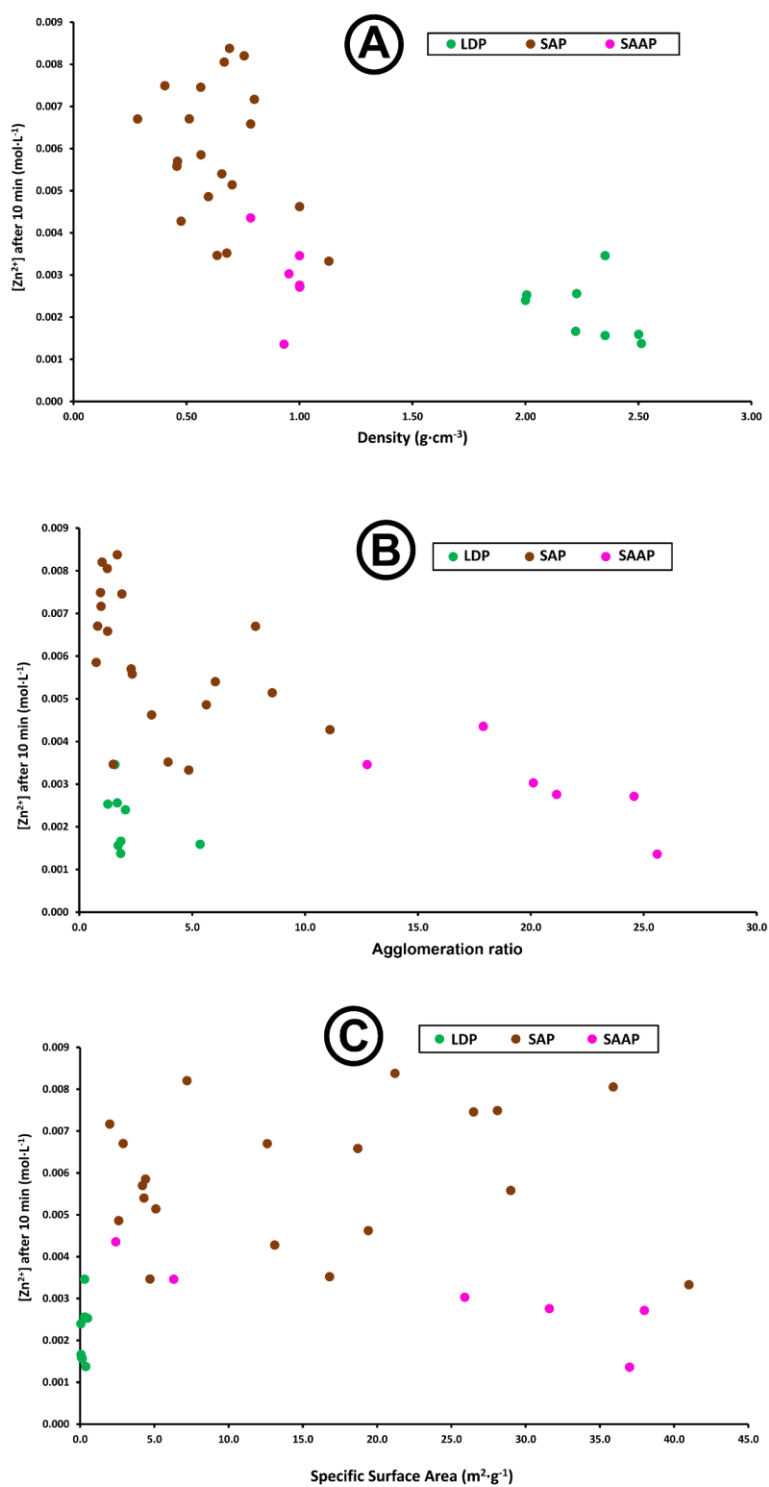 A
LDP SAP SAAP
[Zn²⁺] after 10 min (mol·L⁻¹)
0.009
0.008
0.007
0.006
0.005
0.004
0.003
0.002
0.001
0.000
0.00 0.50 1.00 1.50 2.00 2.50 3.00
Density (g·cm⁻³)
B
LDP SAP SAAP
[Zn²⁺] after 10 min (mol·L⁻¹)
0.009
0.008
0.007
0.006
0.005
0.004
0.003
0.002
0.001
0.000
0.0 5.0 10.0 15.0 20.0 25.0 30.0
Agglomeration ratio
C
LDP SAP SAAP
[Zn²⁺] after 10 min (mol·L⁻¹)
0.009
0.008
0.007
0.006
0.005
0.004
0.003
0.002
0.001
0.000
0.0 5.0 10.0 15.0 20.0 25.0 30.0 35.0 40.0 45.0
Specific Surface Area (m²·g⁻¹)